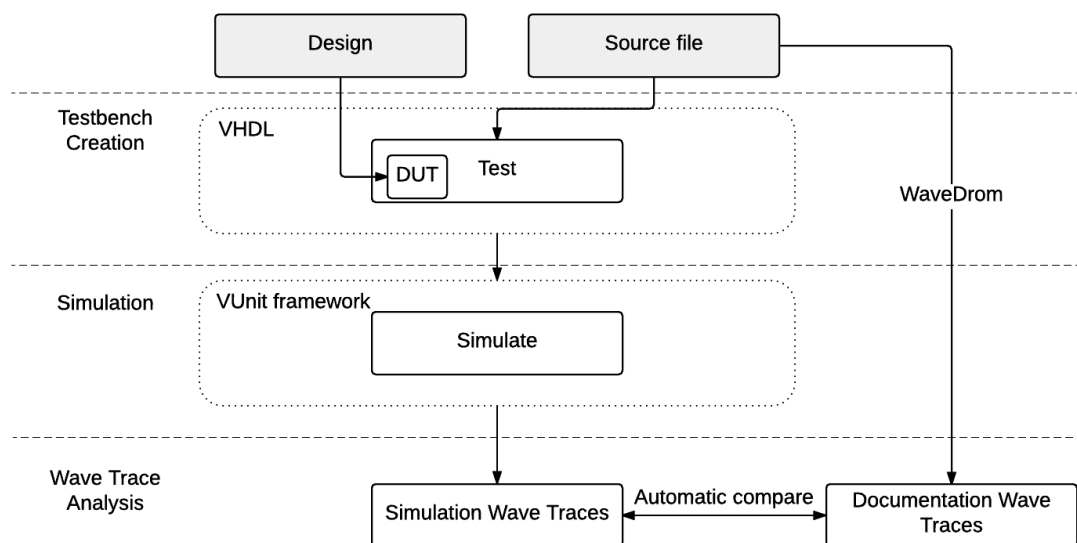 Design
Source file
Testbench
Creation
VHDL
DUT
Test
WaveDrom
Simulation
VUnit framework
Simulate
Wave Trace
Analysis
Simulation Wave Traces
Automatic compare
Documentation Wave
Traces